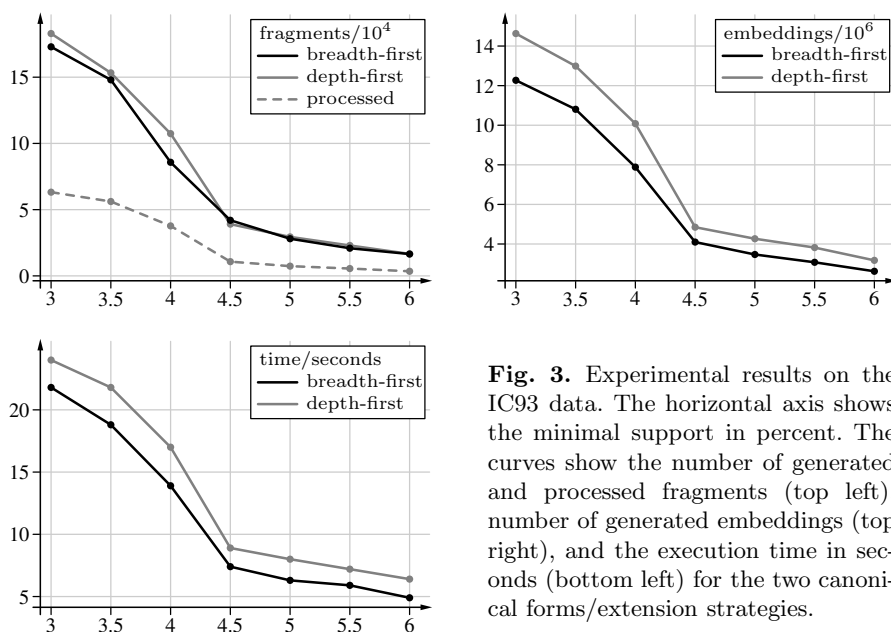 fragments/10⁴
breadth-first
depth-first
processed
15
10
5
0
3 3.5 4 4.5 5 5.5 6
embeddings/10⁶
breadth-first
depth-first
14
12
10
8
6
4
3 3.5 4 4.5 5 5.5 6
time/seconds
breadth-first
depth-first
20
15
10
5
3 3.5 4 4.5 5 5.5 6
Fig. 3. Experimental results on the
IC93 data. The horizontal axis shows
the minimal support in percent. The
curves show the number of generated
and processed fragments (top left)
number of generated embeddings (top
right), and the execution time in sec-
onds (bottom left) for the two canoni-
cal forms/extension strategies.